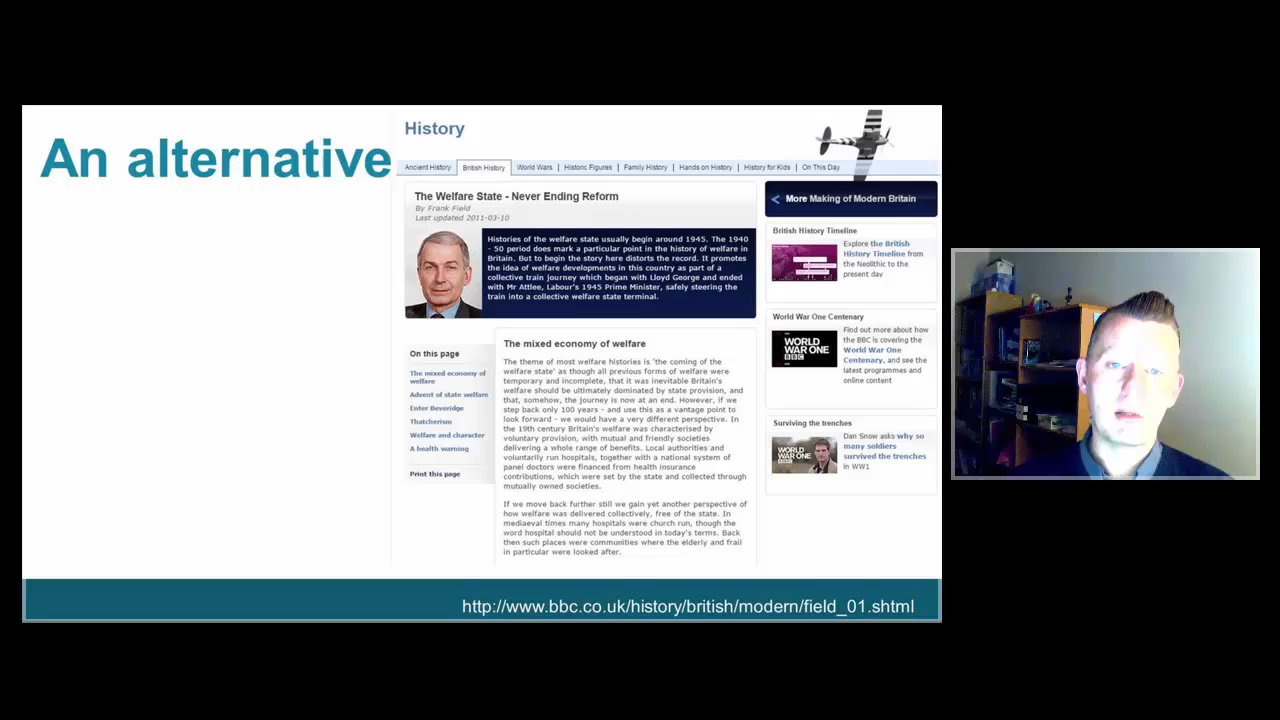 An alternative
History
Ancient History
British History
World Wars
Historic Figures
Family History
Hands on History
History for Kids
On This Day
The Welfare State - Never Ending Reform
By Frank Field
Last updated 2011-03-10
Histories of the welfare state usually begin around 1945. The 1940
- 50 period does mark a particular point in the history of welfare in
Britain. But to begin the story here distorts the record. It promotes
the idea of welfare developments in this country as part of a
collective train journey which began with Lloyd George and ended
with Mr Attlee, Labour's 1945 Prime Minister, safely steering the
train into a collective welfare state terminal.
On this page
The mixed economy of
welfare
Advent of state welfare
Enter Beveridge
Thatcherism
Welfare and character
A health warning
Print this page
The mixed economy of welfare
The theme of most welfare histories is 'the coming of the
welfare state' as though all previous forms of welfare were
temporary and incomplete, that it was inevitable Britain's
welfare should be ultimately dominated by state provision, and
that, somehow, the journey is now at an end. However, if we
step back only 100 years - and use this as a vantage point to
look forward - we would have a very different perspective. In
the 19th century Britain's welfare was characterised by
voluntary provision, with mutual and friendly societies
delivering a whole range of benefits. Local authorities and
voluntarily run hospitals, together with a national system of
panel doctors were financed from health insurance
contributions, which were set by the state and collected through
mutually owned societies.
If we move back further still we gain yet another perspective of
how welfare was delivered collectively, free of the state. In
mediaeval times many hospitals were church run, though the
word hospital should not be understood in today's terms. Back
then such places were communities where the elderly and frail
in particular were looked after.
More Making of Modern Britain
British History Timeline
Explore the British
History Timeline from
the Neolithic to the
present day
World War One Centenary
WORLD
WAR ONE
BBC
Find out more about how
the BBC is covering the
World War One
Centenary, and see the
latest programmes and
online content
Surviving the trenches
WORLD
WAR ONE
BBC
Dan Snow asks why so
many soldiers
survived the trenches
in WW1
http://www.bbc.co.uk/history/british/modern/field_01.shtml